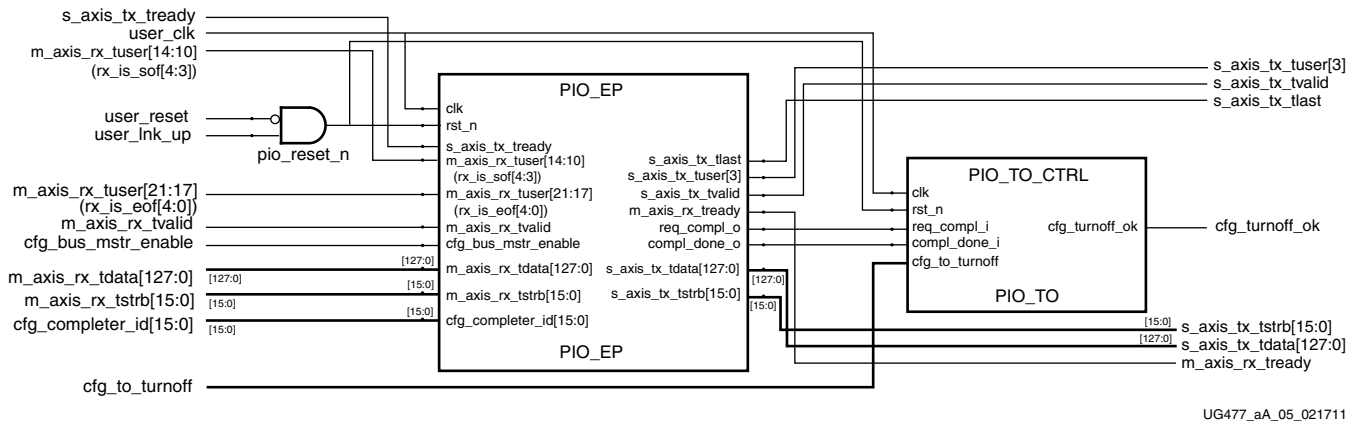 s_axis_tx_tready
user_clk
m_axis_rx_tuser[14:10]
(rx_is_sof[4:3])
user_reset
user_lnk_up
pio_reset_n
m_axis_rx_tuser[21:17]
(rx_is_eof[4:0])
m_axis_rx_tvalid
cfg_bus_mstr_enable
m_axis_rx_tdata[127:0]
[127:0]
[127:0]
m_axis_rx_tstrb[15:0]
[15:0]
[15:0]
cfg_completer_id[15:0]
[15:0]
[15:0]
cfg_to_turnoff
PIO_EP
clk
rst_n
s_axis_tx_tready
m_axis_rx_tuser[14:10]
(rx_is_sof[4:3])
m_axis_rx_tuser[21:17]
(rx_is_eof[4:0])
m_axis_rx_tvalid
cfg_bus_mstr_enable
m_axis_rx_tdata[127:0]
m_axis_rx_tstrb[15:0]
cfg_completer_id[15:0]
s_axis_tx_tlast
s_axis_tx_tuser[3]
s_axis_tx_tvalid
m_axis_rx_tready
req_compl_o
compl_done_o
s_axis_tx_tdata[127:0]
[127:0]
s_axis_tx_tstrb[15:0]
[15:0]
PIO_EP
PIO_TO_CTRL
clk
rst_n
req_compl_i
compl_done_i
cfg_to_turnoff
cfg_turnoff_ok
PIO_TO
s_axis_tx_tuser[3]
s_axis_tx_tvalid
s_axis_tx_tlast
cfg_turnoff_ok
[15:0]
s_axis_tx_tstrb[15:0]
[127:0]
s_axis_tx_tdata[127:0]
m_axis_rx_tready
UG477_aA_05_021711